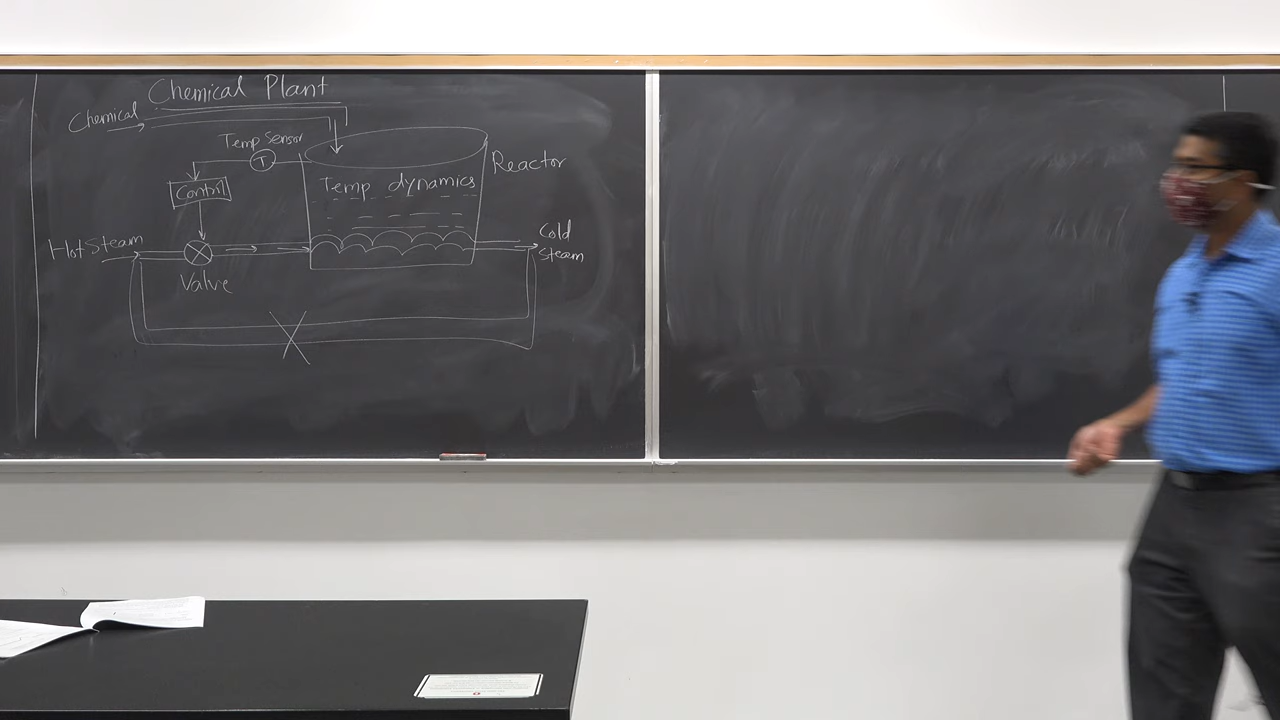 Chemical Plant
Chemical
Temp Sensor
T
Reactor
Control
Temp dynamics
Hot Steam
Cold
Steam
Valve